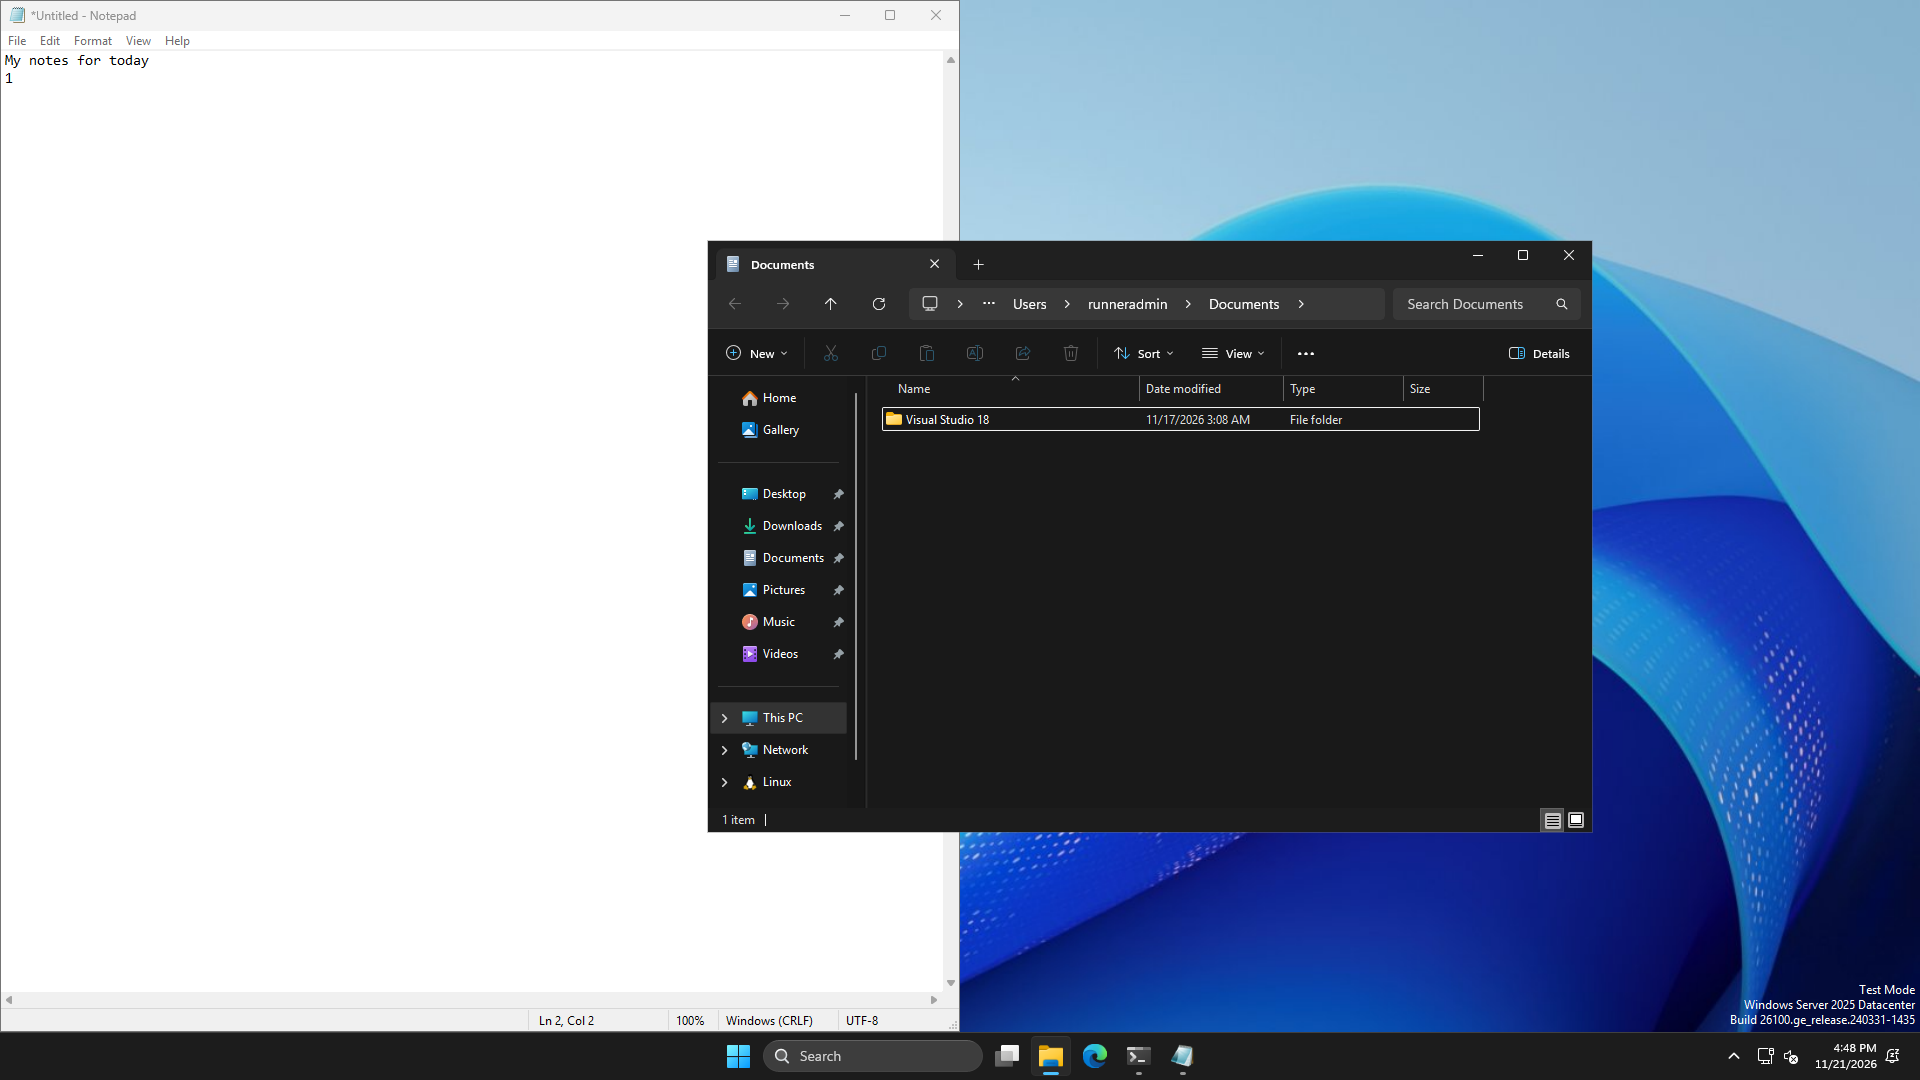 *Untitled - Notepad
File Edit Format View Help
My notes for today
1
Ln 2, Col 2 100% Windows (CRLF) UTF-8
Documents
Users runneradmin Documents
Search Documents
New Sort View Details
Name Date modified Type Size
Visual Studio 18 11/17/2026 3:08 AM File folder
Home
Gallery
Desktop
Downloads
Documents
Pictures
Music
Videos
This PC
Network
Linux
1 item
Test Mode
Windows Server 2025 Datacenter
Build 26100.ge_release.240331-1435
Search
4:48 PM
11/21/2026